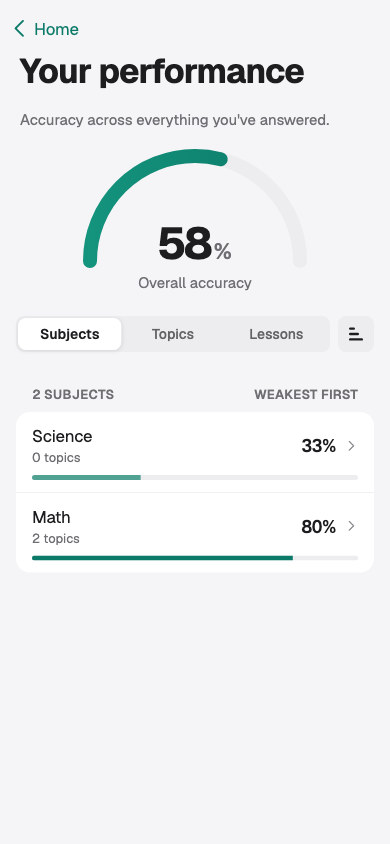 Home
Your performance
Accuracy across everything you've answered.
58%
Overall accuracy
Subjects Topics Lessons
2 SUBJECTS WEAKEST FIRST
Science
33%
0 topics
Math
80%
2 topics